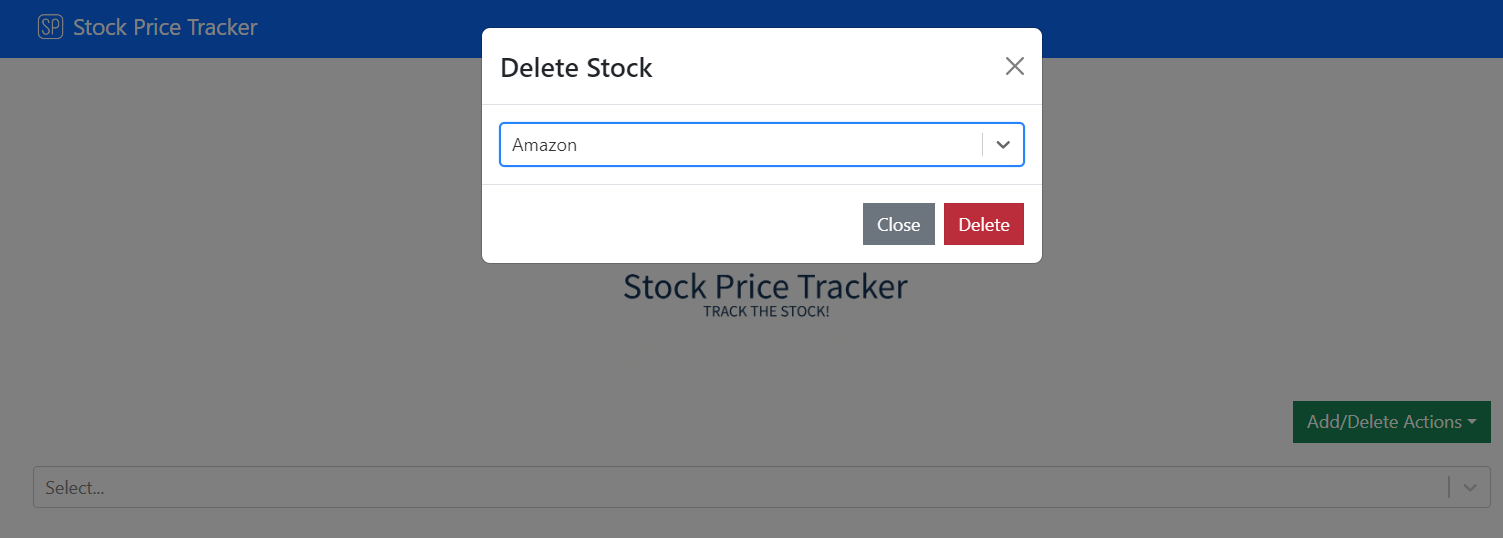 SP Stock Price Tracker
Delete Stock
Amazon
Close Delete
Stock Price Tracker
TRACK THE STOCK!
Add/Delete Actions
Select...